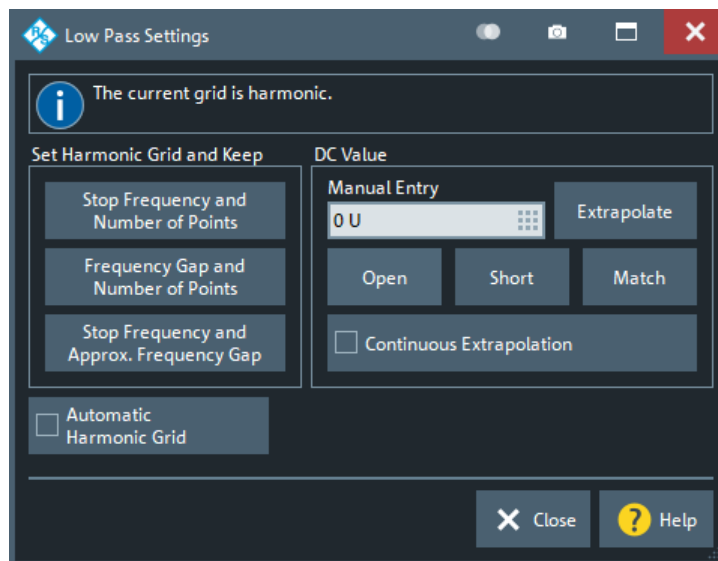 R&S
Low Pass Settings
The current grid is harmonic.
Set Harmonic Grid and Keep
Stop Frequency and
Number of Points
Frequency Gap and
Number of Points
Stop Frequency and
Approx. Frequency Gap
Automatic
Harmonic Grid
DC Value
Manual Entry
0 U
Extrapolate
Open
Short
Match
Continuous Extrapolation
Close
? Help